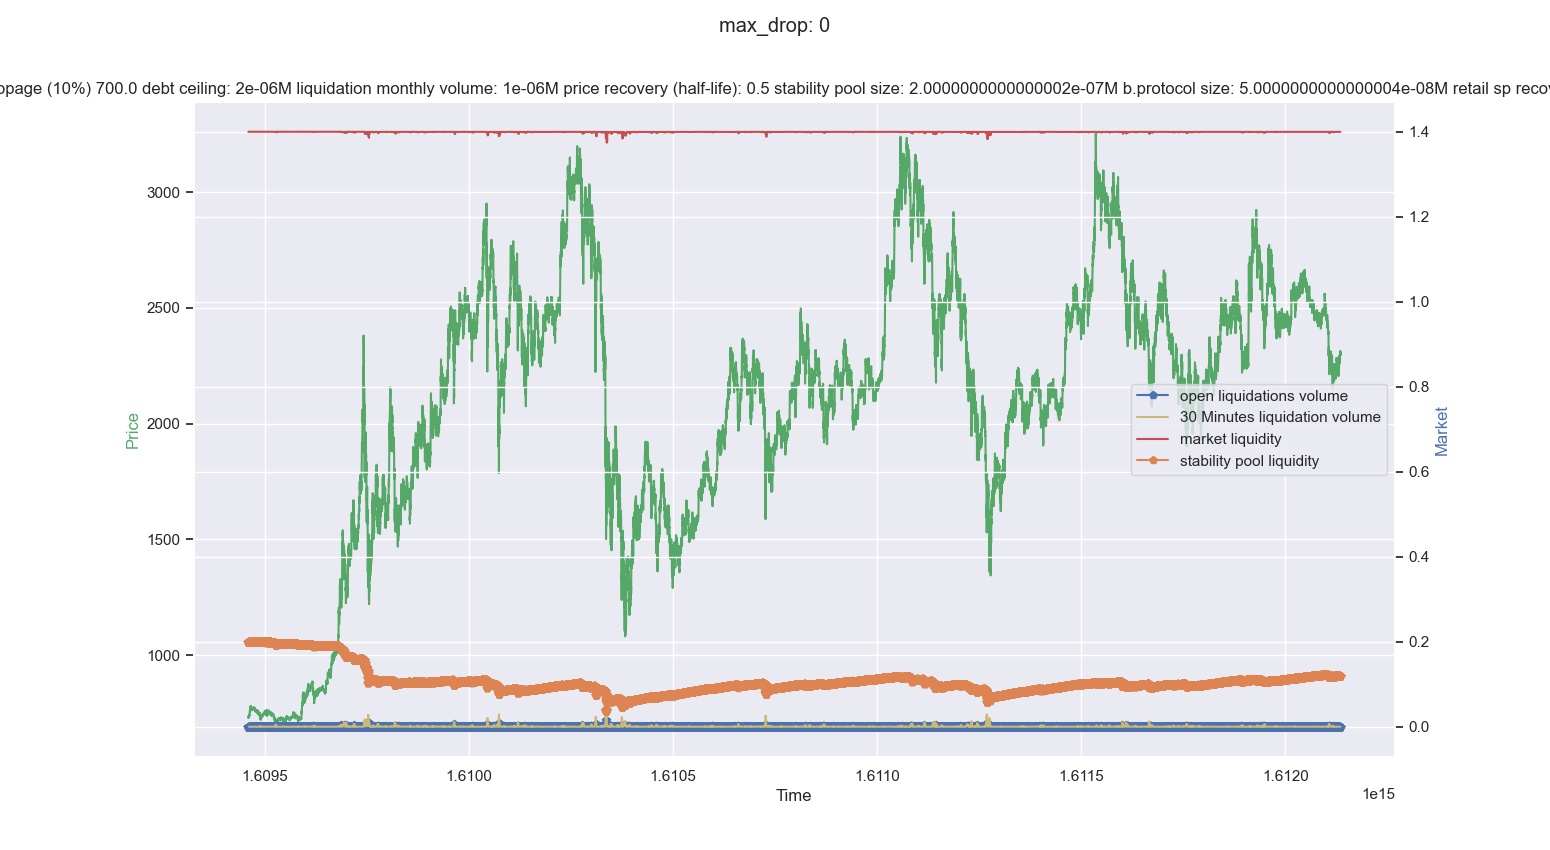 max_drop: 0
(10%) 700.0 debt ceiling: 2e-06M liquidation monthly volume: 1e-06M price recovery (half-life): 0.5 stability pool size: 2.0000000000000002e-07M b.protocol size: 5.0000000000000004e-08M retail sp
3000
2500
2000
1500
1000
Price
1.4
1.2
1.0
0.8
0.6
0.4
0.2
0.0
Market
open liquidations volume
30 Minutes liquidation volume
market liquidity
stability pool liquidity
1.6095 1.6100 1.6105 1.6110 1.6115 1.6120
Time
1e15